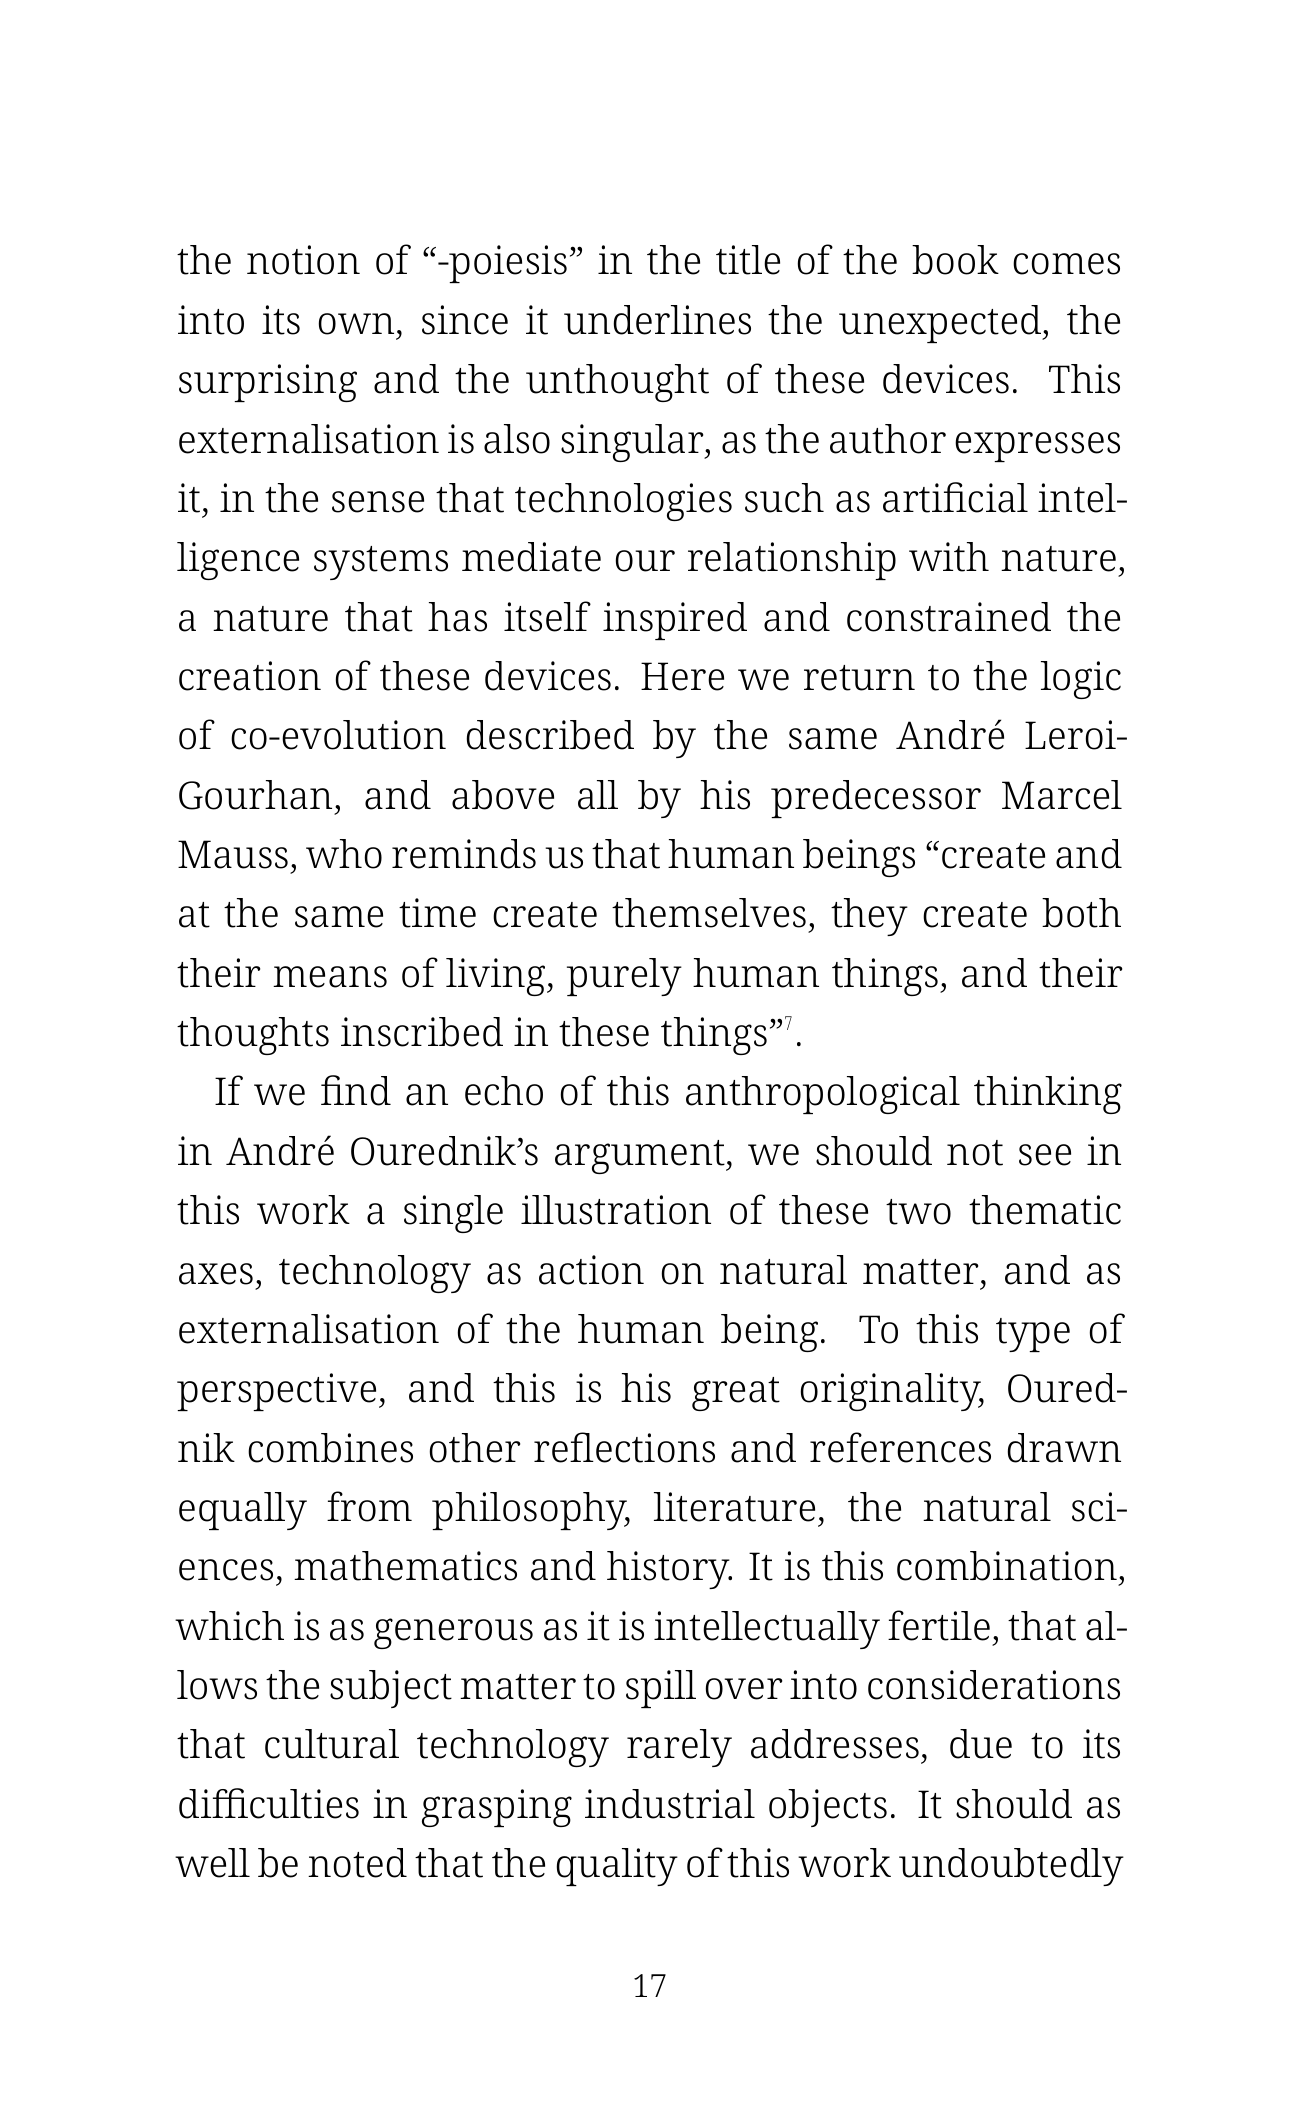 the notion of “-poiesis” in the title of the book comes
into its own, since it underlines the unexpected, the
surprising and the unthought of these devices. This
externalisation is also singular, as the author expresses
it, in the sense that technologies such as artificial intel-
ligence systems mediate our relationship with nature,
a nature that has itself inspired and constrained the
creation of these devices. Here we return to the logic
of co-evolution described by the same André Leroi-
Gourhan, and above all by his predecessor Marcel
Mauss, who reminds us that human beings “create and
at the same time create themselves, they create both
their means of living, purely human things, and their
thoughts inscribed in these things”7.
If we find an echo of this anthropological thinking
in André Ourednik’s argument, we should not see in
this work a single illustration of these two thematic
axes, technology as action on natural matter, and as
externalisation of the human being. To this type of
perspective, and this is his great originality, Oured-
nik combines other reflections and references drawn
equally from philosophy, literature, the natural sci-
ences, mathematics and history. It is this combination,
which is as generous as it is intellectually fertile, that al-
lows the subject matter to spill over into considerations
that cultural technology rarely addresses, due to its
difficulties in grasping industrial objects. It should as
well be noted that the quality of this work undoubtedly
17